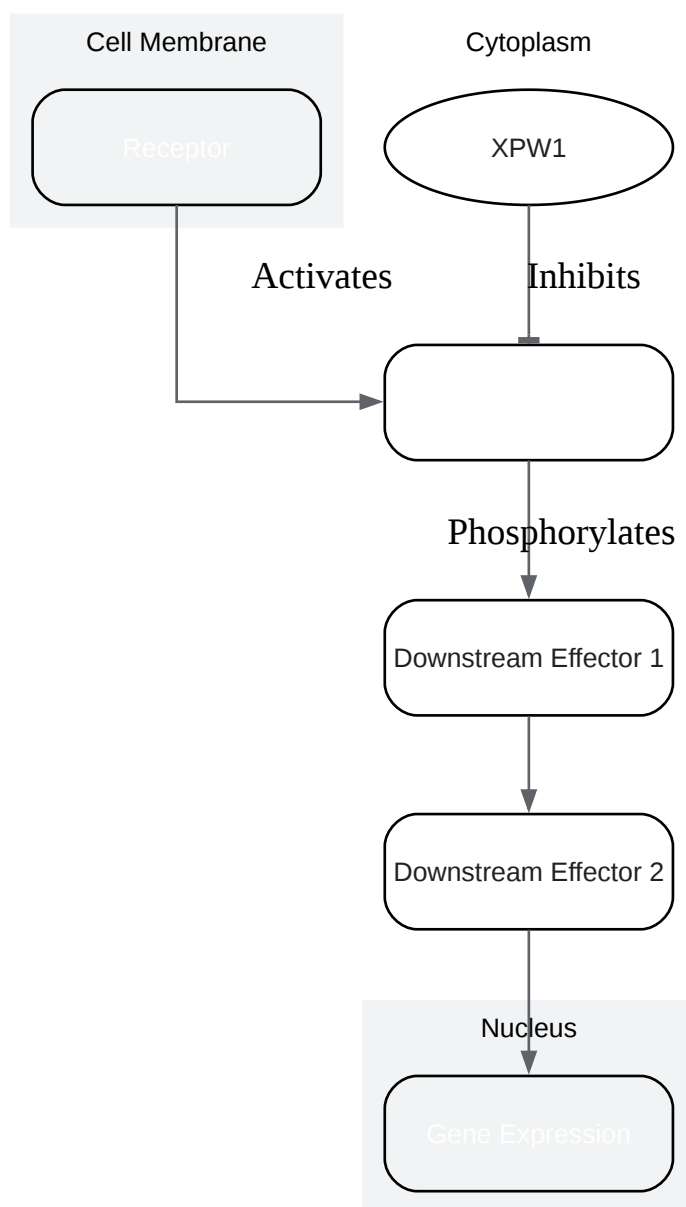 Cell Membrane
Cytoplasm
Receptor
XPW1
Activates
Inhibits
Phosphorylates
Downstream Effector 1
Downstream Effector 2
Nucleus
Gene Expression